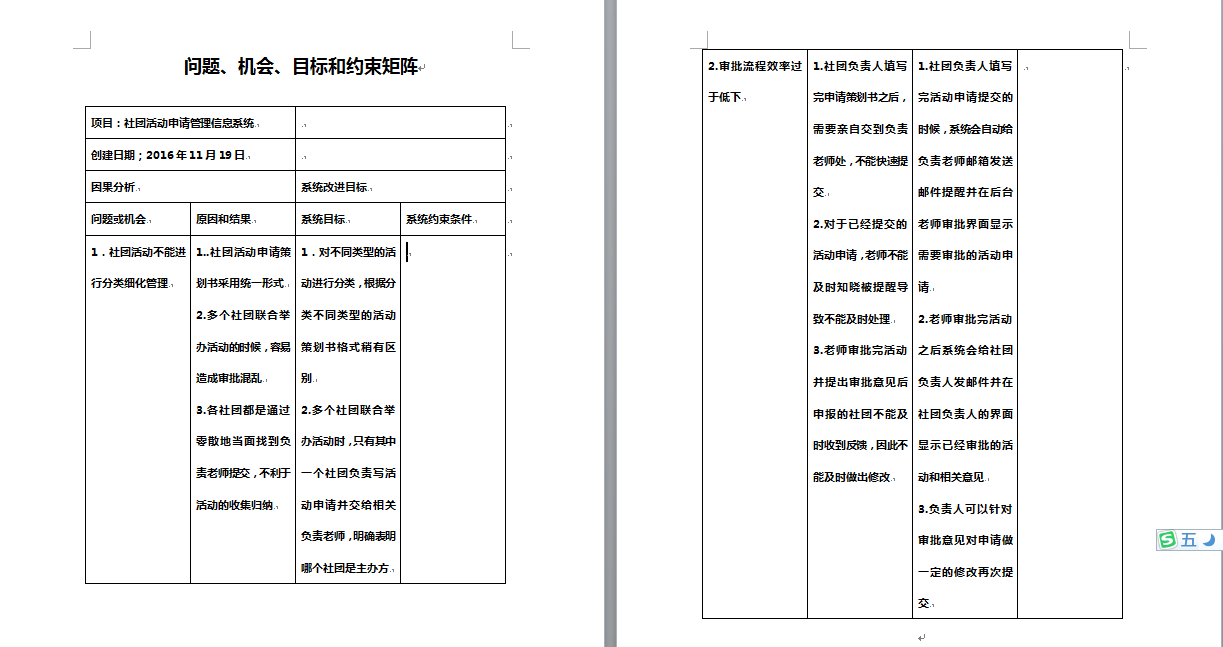 问题、机会、目标和约束矩阵
项目：社团活动申请管理信息系统
创建日期；2016年11月19日
因果分析
系统改进目标
问题或机会
原因和结果
系统目标
系统约束条件
1．社团活动不能进
行分类细化管理
1..社团活动申请策
划书采用统一形式
2.多个社团联合举
办活动的时候，容易
造成审批混乱
3.各社团都是通过
零散地当面找到负
责老师提交，不利于
活动的收集归纳
1．对不同类型的活
动进行分类，根据分
类不同类型的活动
策划书格式稍有区
别
2.多个社团联合举
办活动时，只有其中
一个社团负责写活
动申请并交给相关
负责老师，明确表明
哪个社团是主办方
2.审批流程效率过
于低下
1.社团负责人填写
完申请策划书之后，
需要亲自交到负责
老师处，不能快速提
交
2.对于已经提交的
活动申请，老师不能
及时知晓被提醒导
致不能及时处理
3.老师审批完活动
并提出审批意见后
申报的社团不能及
时收到反馈，因此不
能及时做出修改
1.社团负责人填写
完活动申请提交的
时候，系统会自动给
负责老师邮箱发送
邮件提醒并在后台
老师审批界面显示
需要审批的活动申
请
2.老师审批完活动
之后系统会给社团
负责人发邮件并在
社团负责人的界面
显示已经审批的活
动和相关意见
3.负责人可以针对
审批意见对申请做
一定的修改再次提
交
五